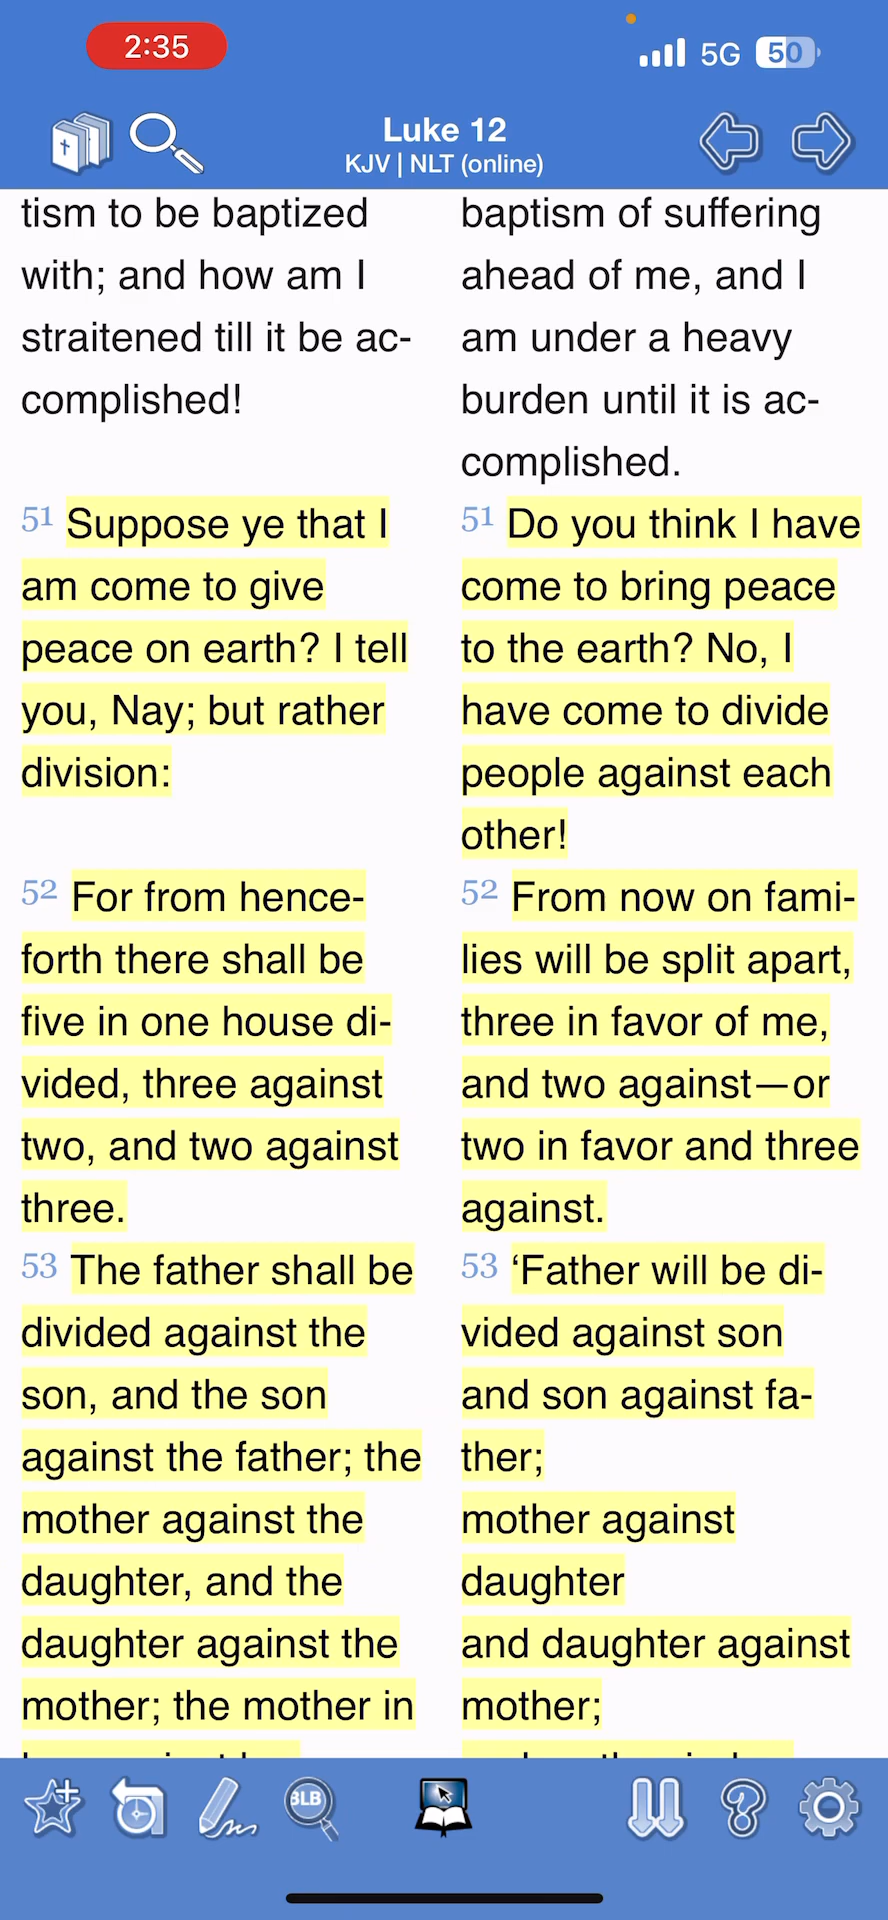 2:35
5G 50
Luke 12
KJV | NLT (online)
tism to be baptized
with; and how am I
straitened till it be ac-
complished!
51 Suppose ye that I
am come to give
peace on earth? I tell
you, Nay; but rather
division:
52 For from hence-
forth there shall be
five in one house di-
vided, three against
two, and two against
three.
53 The father shall be
divided against the
son, and the son
against the father; the
mother against the
daughter, and the
daughter against the
mother; the mother in
baptism of suffering
ahead of me, and I
am under a heavy
burden until it is ac-
complished.
51 Do you think I have
come to bring peace
to the earth? No, I
have come to divide
people against each
other!
52 From now on fami-
lies will be split apart,
three in favor of me,
and two against—or
two in favor and three
against.
53 ‘Father will be di-
vided against son
and son against fa-
ther;
mother against
daughter
and daughter against
mother;
BLB